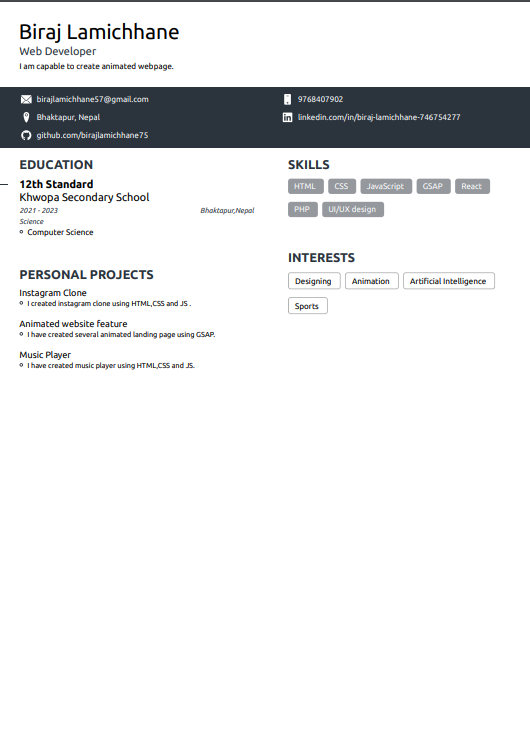 Biraj Lamichhane
Web Developer
I am capable to create animated webpage.
birajlamichhane57@gmail.com
9768407902
Bhaktapur, Nepal
linkedin.com/in/biraj-lamichhane-746754277
github.com/birajlamichhane75
EDUCATION
12th Standard
Khwopa Secondary School
2021 - 2023 Bhaktapur,Nepal
Science
Computer Science
PERSONAL PROJECTS
Instagram Clone
I created instagram clone using HTML,CSS and JS .
Animated website feature
I have created several animated landing page using GSAP.
Music Player
I have created music player using HTML,CSS and JS.
SKILLS
HTML CSS JavaScript GSAP React
PHP UI/UX design
INTERESTS
Designing Animation Artificial Intelligence
Sports